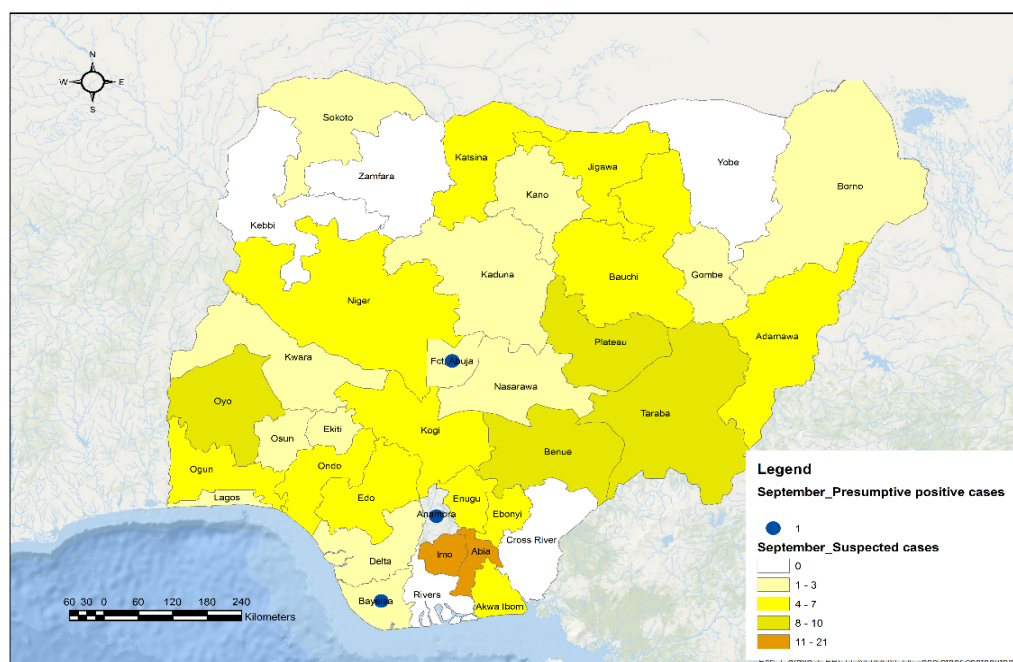 N
W
E
S
Sokoto
Katsina
Jigawa
Yobe
Zamfara
Kano
Borno
Kebbi
Kaduna
Bauchi
Gombe
Niger
Adamawa
Plateau
Fct, Abuja
Kwara
Nasarawa
Oyo
Taraba
Ekiti
Kogi
Osun
Benue
Ogun
Ondo
Lagos
Edo
Enugu
Anampra
Ebonyi
Cross River
Imo
Abia
Delta
Bayelsa
Rivers
Akwa Ibom
60 30 0 60 120 180 240
Kilometers
Legend
September_Presumptive positive cases
1
September_Suspected cases
0
1 - 3
4 - 7
8 - 10
11 - 21